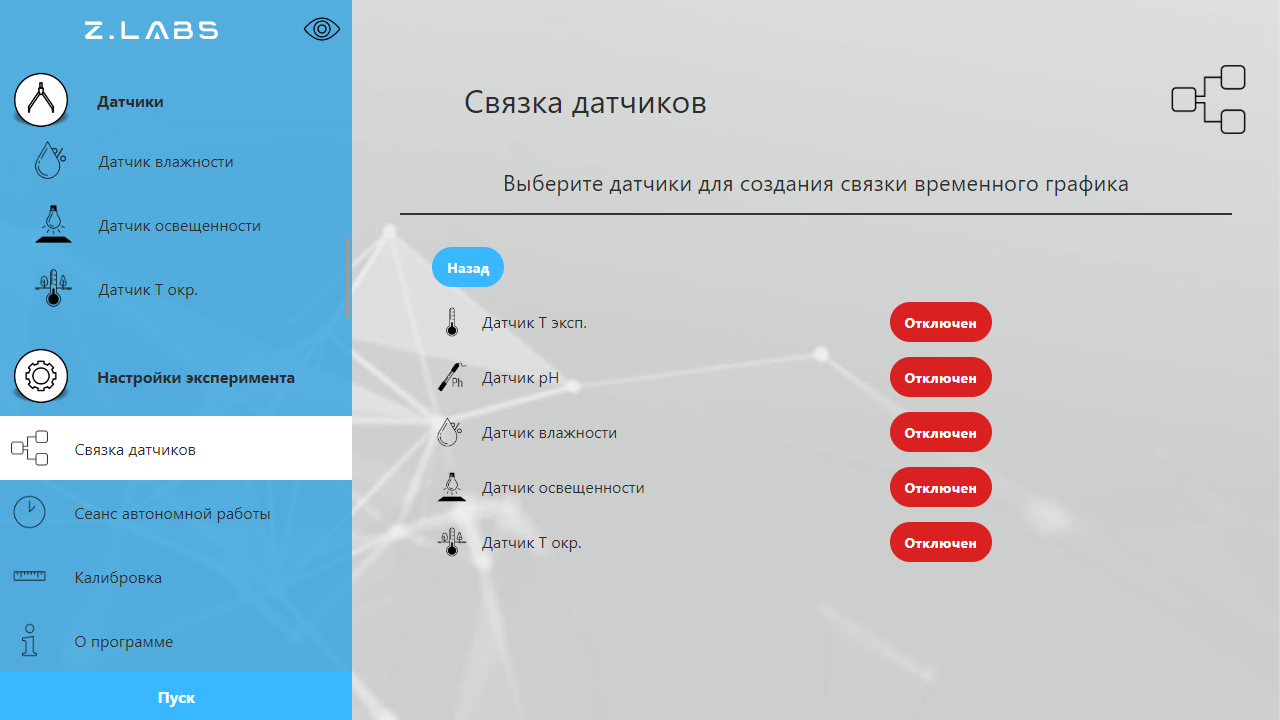 Z.LABS
Датчики
Датчик влажности
Датчик освещенности
Датчик Т окр.
Настройки эксперимента
Связка датчиков
Сеанс автономной работы
Калибровка
О программе
Пуск
Связка датчиков
Выберите датчики для создания связки временного графика
Назад
Датчик Т эксп. Отключен
Ph Датчик pH Отключен
Датчик влажности Отключен
Датчик освещенности Отключен
Датчик Т окр. Отключен